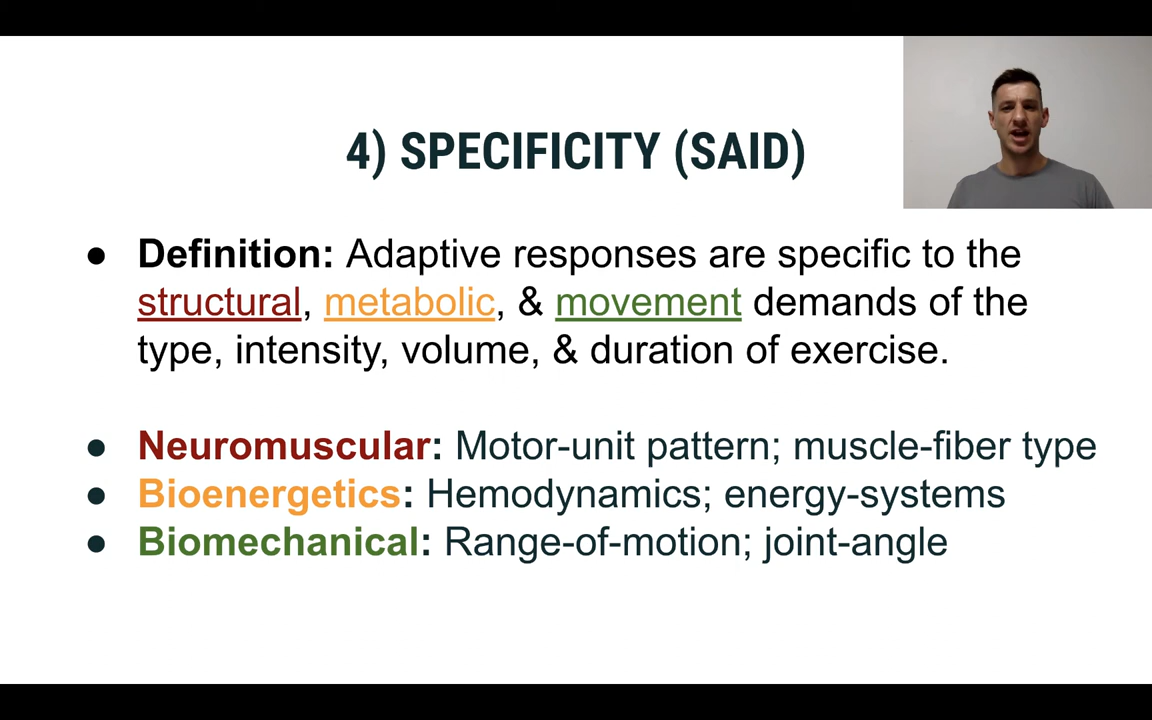 4) SPECIFICITY (SAID)
● Definition: Adaptive responses are specific to the
structural, metabolic, & movement demands of the
type, intensity, volume, & duration of exercise.
● Neuromuscular: Motor-unit pattern; muscle-fiber type
● Bioenergetics: Hemodynamics; energy-systems
● Biomechanical: Range-of-motion; joint-angle